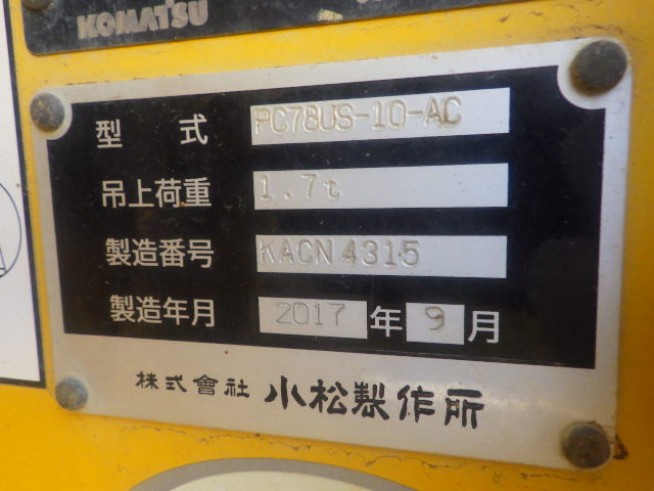 KOMATSU
型 式 PC78US-10-AC
吊上荷重 1.7t
製造番号 KACN 4315
製造年月 2017 年 9 月
株式會社 小松製作所